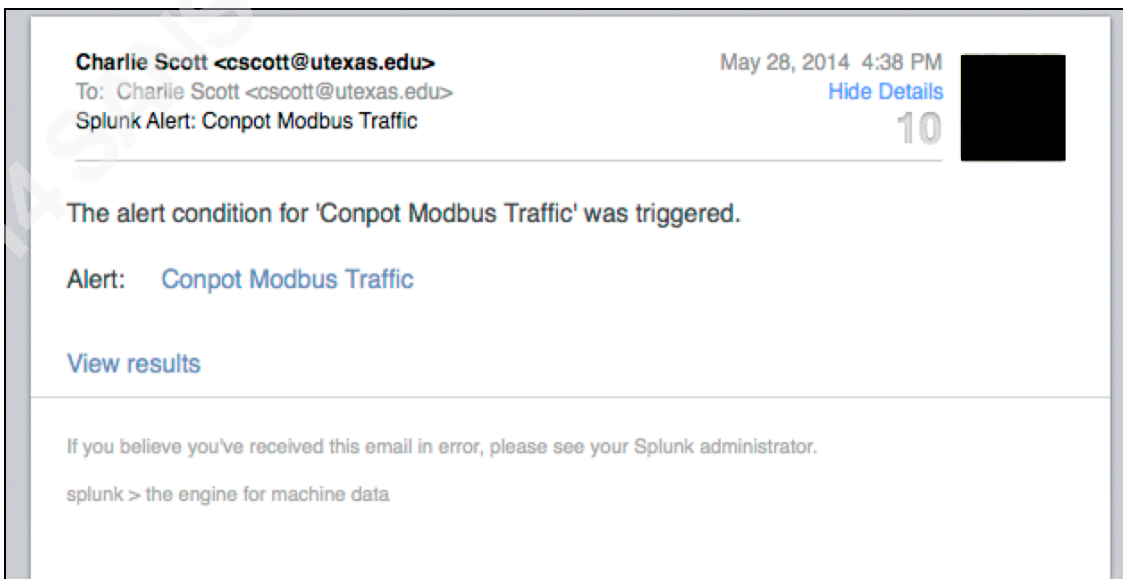 Charlie Scott <cscott@utexas.edu>
May 28, 2014 4:38 PM
To: Charlie Scott <cscott@utexas.edu>
Hide Details
Splunk Alert: Conpot Modbus Traffic
10
The alert condition for 'Conpot Modbus Traffic' was triggered.
Alert: Conpot Modbus Traffic
View results
If you believe you've received this email in error, please see your Splunk administrator.
splunk > the engine for machine data
14 SANS